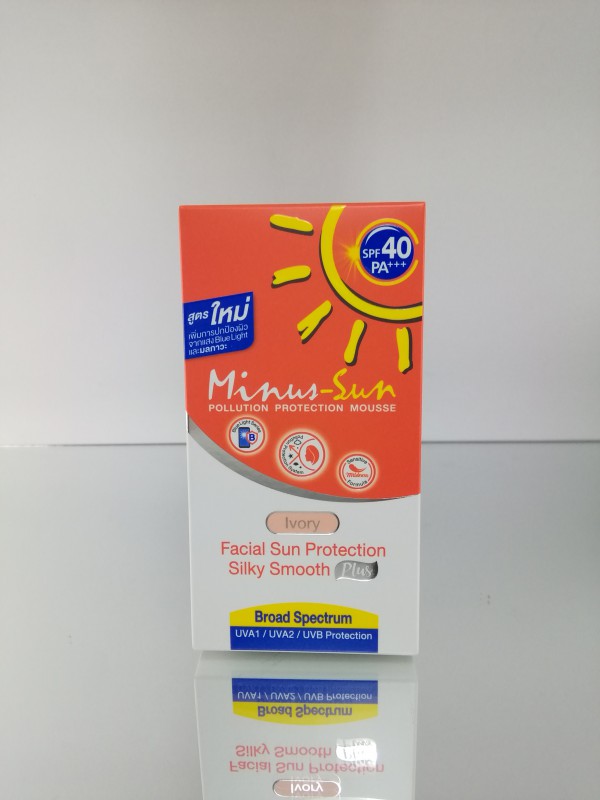 SPF 40
PA+++
สูตร ใหม่
เพิ่มการปกป้องผิว
จากแสง Blue Light
และมลภาวะ
Minus-Sun
POLLUTION PROTECTION MOUSSE
B
Sensitive
Mildness
Formula
Ivory
Facial Sun Protection
Silky Smooth Plus
Broad Spectrum
UVA1 / UVA2 / UVB Protection